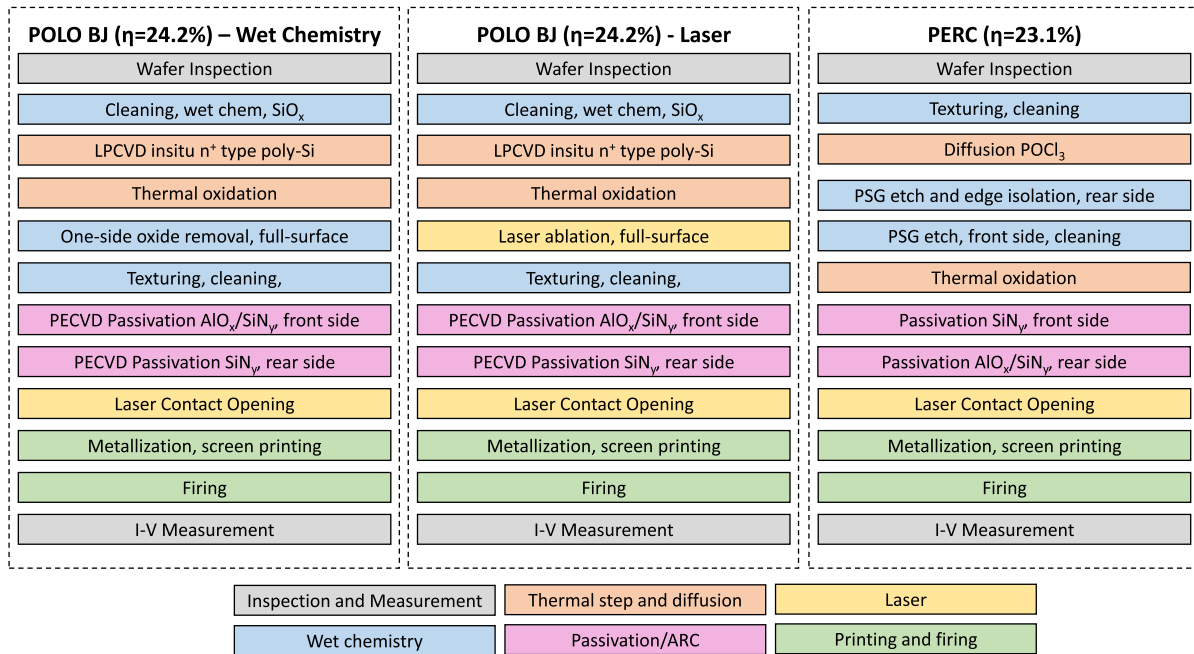 POLO BJ (η=24.2%) – Wet Chemistry
Wafer Inspection
Cleaning, wet chem, SiOₓ
LPCVD insitu n⁺ type poly-Si
Thermal oxidation
One-side oxide removal, full-surface
Texturing, cleaning,
PECVD Passivation AlOₓ/SiNᵧ, front side
PECVD Passivation SiNᵧ, rear side
Laser Contact Opening
Metallization, screen printing
Firing
I-V Measurement
POLO BJ (η=24.2%) - Laser
Wafer Inspection
Cleaning, wet chem, SiOₓ
LPCVD insitu n⁺ type poly-Si
Thermal oxidation
Laser ablation, full-surface
Texturing, cleaning,
PECVD Passivation AlOₓ/SiNᵧ, front side
PECVD Passivation SiNᵧ, rear side
Laser Contact Opening
Metallization, screen printing
Firing
I-V Measurement
PERC (η=23.1%)
Wafer Inspection
Texturing, cleaning
Diffusion POCl₃
PSG etch and edge isolation, rear side
PSG etch, front side, cleaning
Thermal oxidation
Passivation SiNᵧ, front side
Passivation AlOₓ/SiNᵧ, rear side
Laser Contact Opening
Metallization, screen printing
Firing
I-V Measurement
Inspection and Measurement
Thermal step and diffusion
Laser
Wet chemistry
Passivation/ARC
Printing and firing